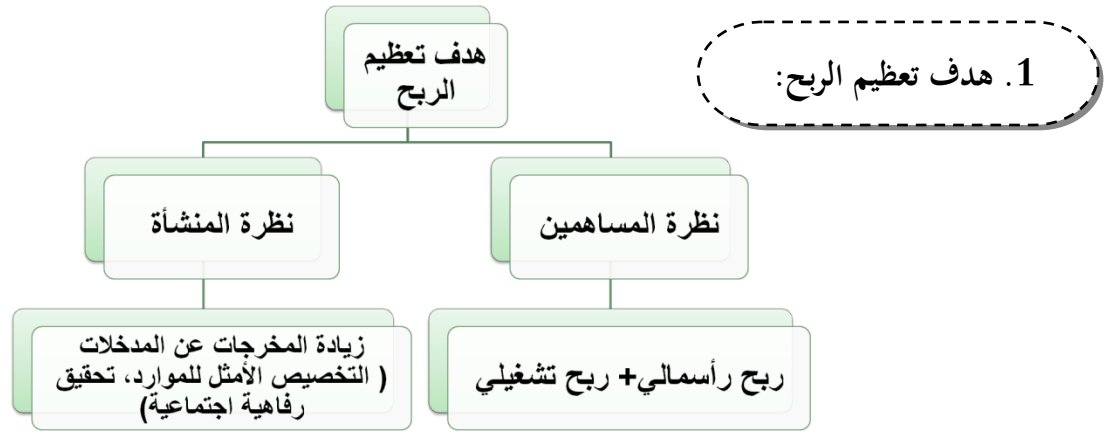 1. هدف تعظيم الربح:
هدف تعظيم
الربح
نظرة المساهمين
نظرة المنشأة
ربح رأسمالي+ ربح تشغيلي
زيادة المخرجات عن المدخلات
( التخصيص الأمثل للموارد، تحقيق
رفاهية اجتماعية)